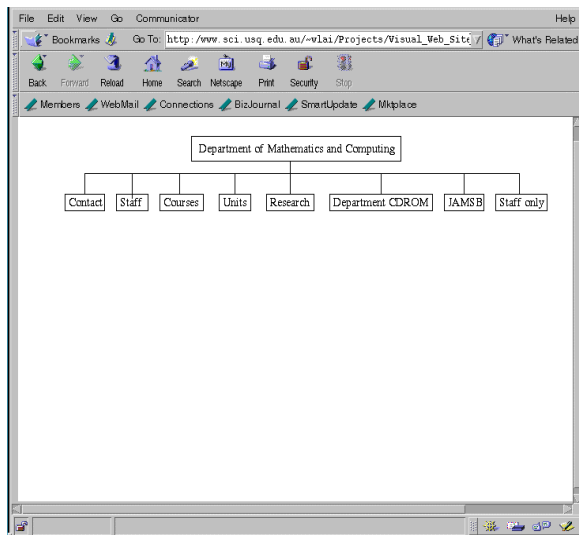 File Edit View Go Communicator Help
Bookmarks Go To: http://www.sci.usq.edu.au/~wlai/Projects/Visual_Web_Site What's Related
Back Forward Reload Home Search Netscape Print Security Stop
Members WebMail Connections BizJournal SmartUpdate Mktplace
Department of Mathematics and Computing
Contact Staff Courses Units Research Department CDROM JAMSB Staff only